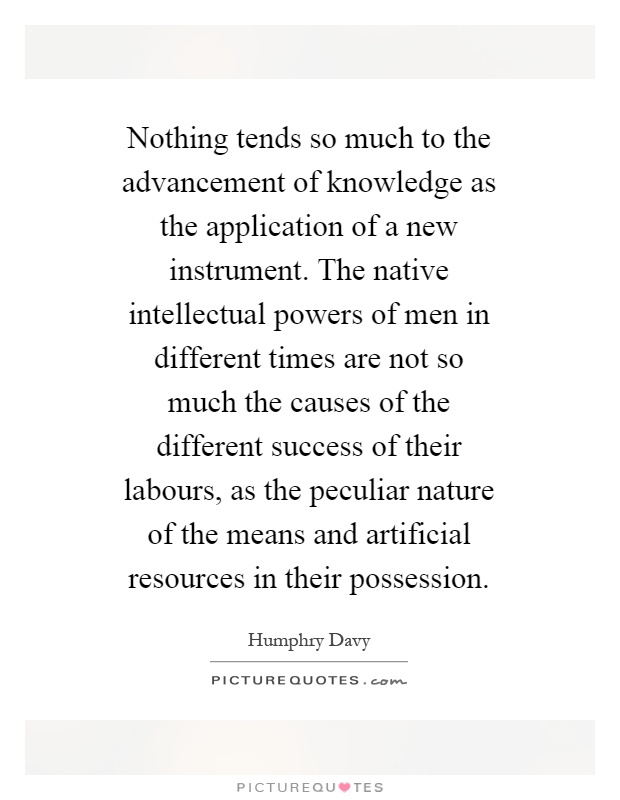 Nothing tends so much to the
advancement of knowledge as
the application of a new
instrument. The native
intellectual powers of men in
different times are not so
much the causes of the
different success of their
labours, as the peculiar nature
of the means and artificial
resources in their possession.
Humphry Davy
PICTUREQUOTES.com
PICTUREQUOTES